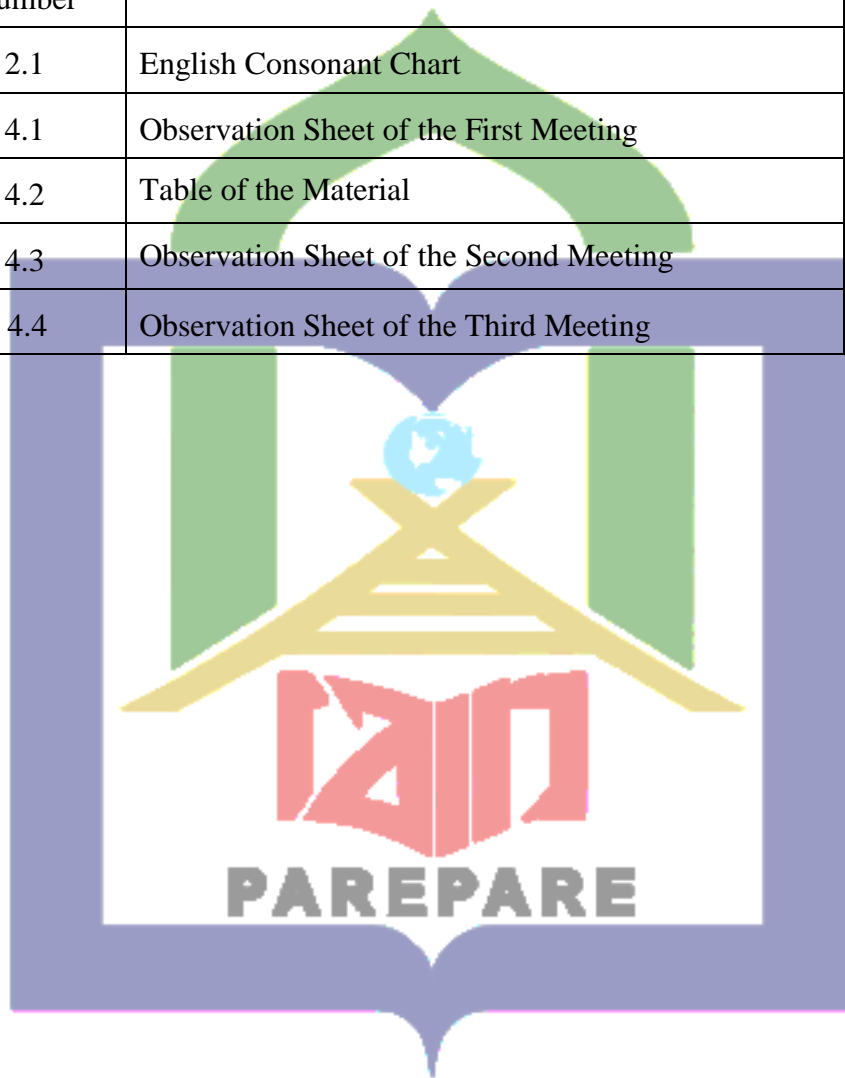 2.1 English Consonant Chart
4.1 Observation Sheet of the First Meeting
4.2 Table of the Material
4.3 Observation Sheet of the Second Meeting
4.4 Observation Sheet of the Third Meeting
iain
PAREPARE